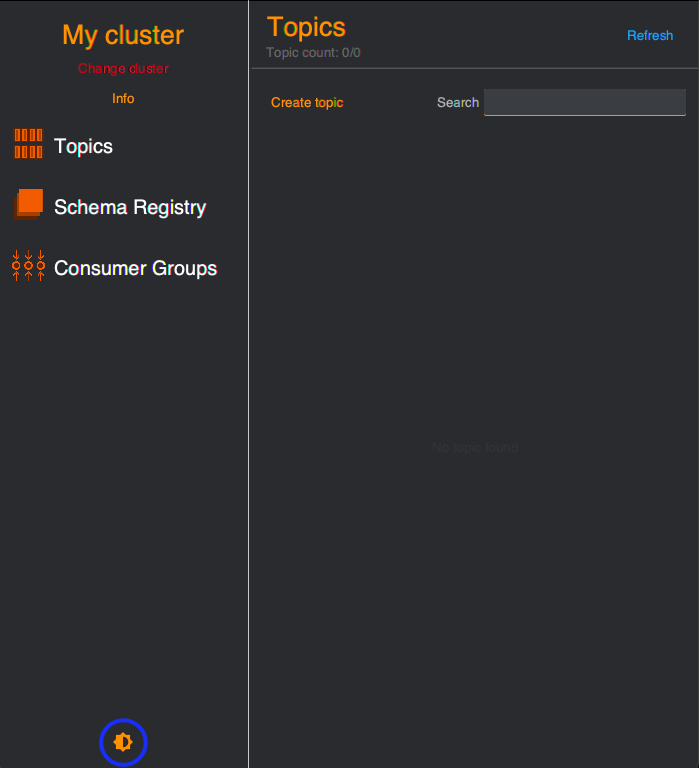 My cluster
Change cluster
Info
Topics
Schema Registry
Consumer Groups
Topics
Topic count: 0/0
Refresh
Create topic
Search
No topic found